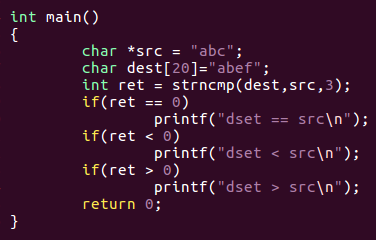 int main()
{
        char *src = "abc";
        char dest[20]="abef";
        int ret = strncmp(dest,src,3);
        if(ret == 0)
                printf("dset == src\n");
        if(ret < 0)
                printf("dset < src\n");
        if(ret > 0)
                printf("dset > src\n");
        return 0;
}